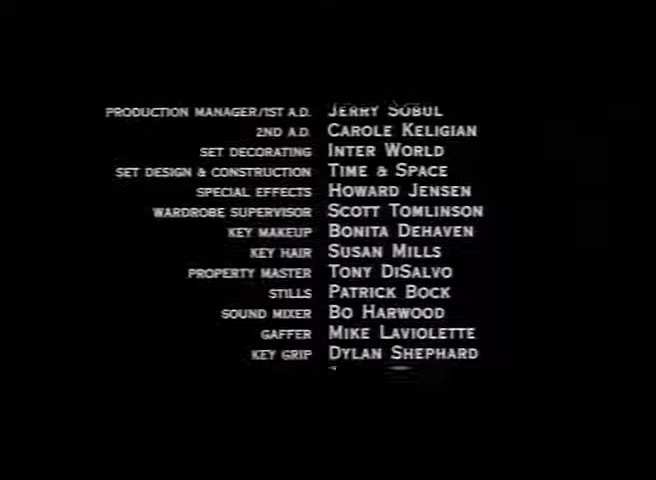 PRODUCTION MANAGER/1ST A.D. JERRY SOBUL
2ND A.D. CAROLE KELIGIAN
SET DECORATING INTER WORLD
SET DESIGN & CONSTRUCTION TIME & SPACE
SPECIAL EFFECTS HOWARD JENSEN
WARDROBE SUPERVISOR SCOTT TOMLINSON
KEY MAKEUP BONITA DEHAVEN
KEY HAIR SUSAN MILLS
PROPERTY MASTER TONY DISALVO
STILLS PATRICK BOCK
SOUND MIXER BO HARWOOD
GAFFER MIKE LAVIOLETTE
KEY GRIP DYLAN SHEPHARD